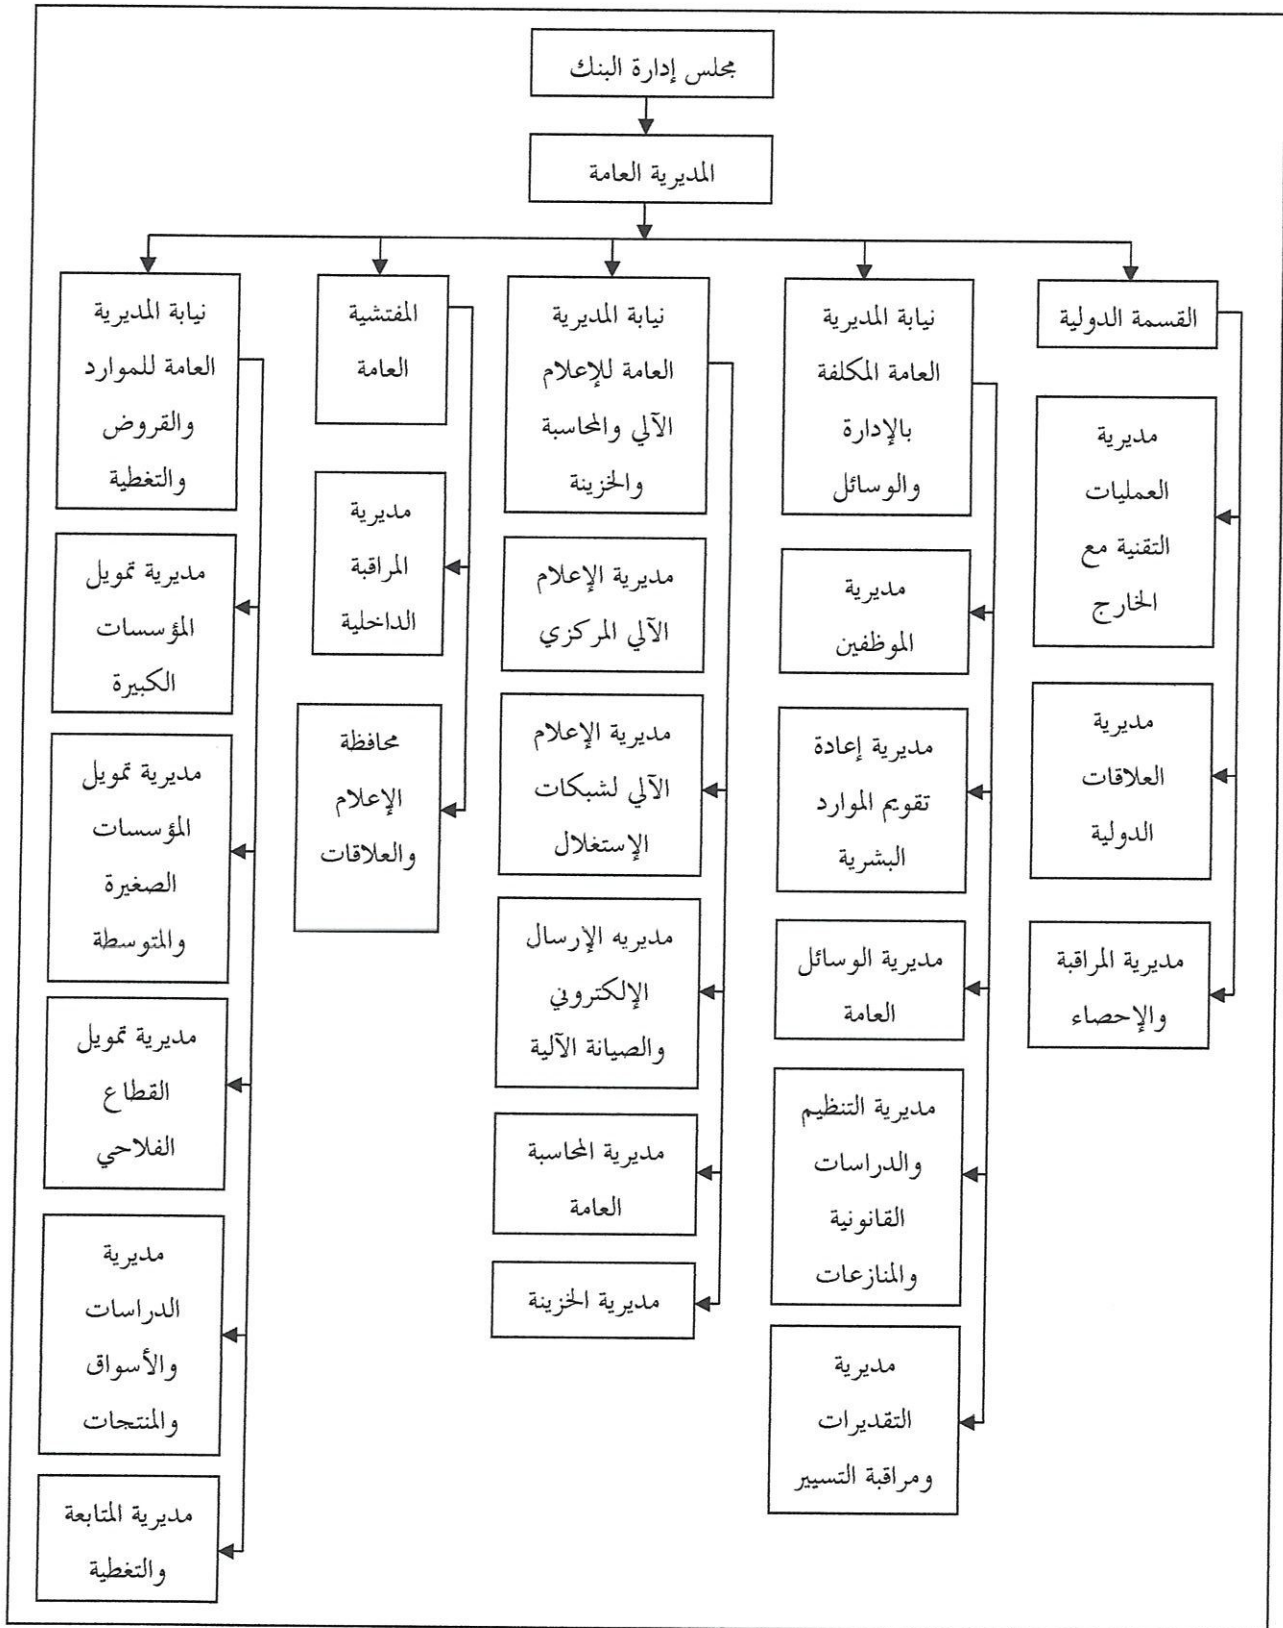 مجلس إدارة البنك
المديرية العامة
القسمة الدولية
مديرية
العمليات
التقنية مع
الخارج
مديرية
العلاقات
الدولية
مديرية المراقبة
والإحصاء
نيابة المديرية
العامة المكلفة
بالإدارة
والوسائل
مديرية
الموظفين
مديرية إعادة
تقويم الموارد
البشرية
مديرية الوسائل
العامة
مديرية التنظيم
والدراسات
القانونية
والمنازعات
مديرية
التقديرات
ومراقبة التسيير
نيابة المديرية
العامة للإعلام
الآلي والمحاسبة
والخزينة
مديرية الإعلام
الآلي المركزي
مديرية الإعلام
الآلي لشبكات
الإستغلال
مديريه الإرسال
الإلكتروني
والصيانة الآلية
مديرية المحاسبة
العامة
مديرية الخزينة
المفتشية
العامة
مديرية
المراقبة
الداخلية
محافظة
الإعلام
والعلاقات
نيابة المديرية
العامة للموارد
والقروض
والتغطية
مديرية تمويل
المؤسسات
الكبيرة
مديرية تمويل
المؤسسات
الصغيرة
والمتوسطة
مديرية تمويل
القطاع
الفلاحي
مديرية
الدراسات
والأسواق
والمنتجات
مديرية المتابعة
والتغطية